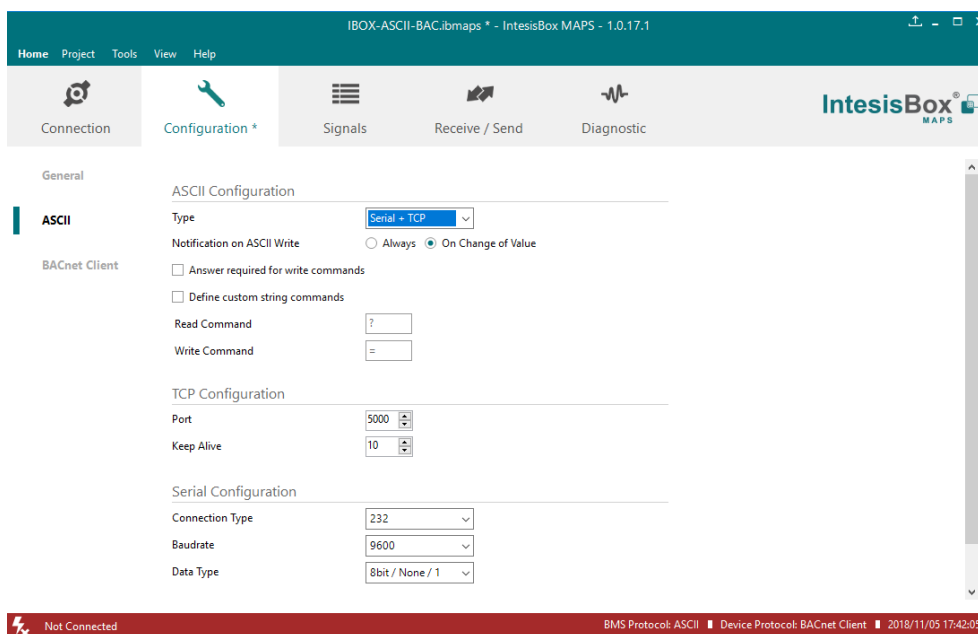 IBOX-ASCII-BAC.ibmaps * - IntesisBox MAPS - 1.0.17.1
Home Project Tools View Help
Connection Configuration * Signals Receive / Send Diagnostic IntesisBox®
MAPS
General
ASCII Configuration
ASCII
Type Serial + TCP
Notification on ASCII Write Always On Change of Value
BACnet Client
Answer required for write commands
Define custom string commands
Read Command ?
Write Command =
TCP Configuration
Port 5000
Keep Alive 10
Serial Configuration
Connection Type 232
Baudrate 9600
Data Type 8bit / None / 1
Not Connected BMS Protocol: ASCII Device Protocol: BACnet Client 2018/11/05 17:42:05